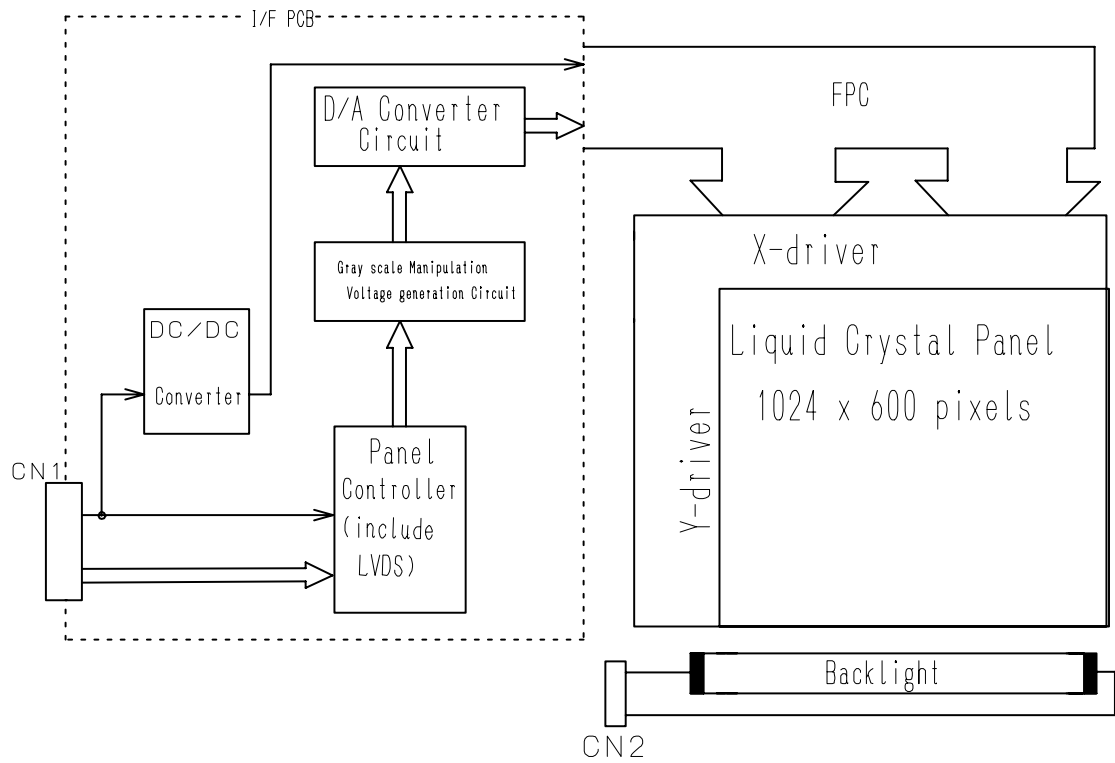 I/F PCB
D/A Converter
Circuit
FPC
X-driver
Gray scale Manipulation
Voltage generation Circuit
DC/DC
Converter
Liquid Crystal Panel
1024 x 600 pixels
Y-driver
CN1
Panel
Controller
(include
LVDS)
Backlight
CN2